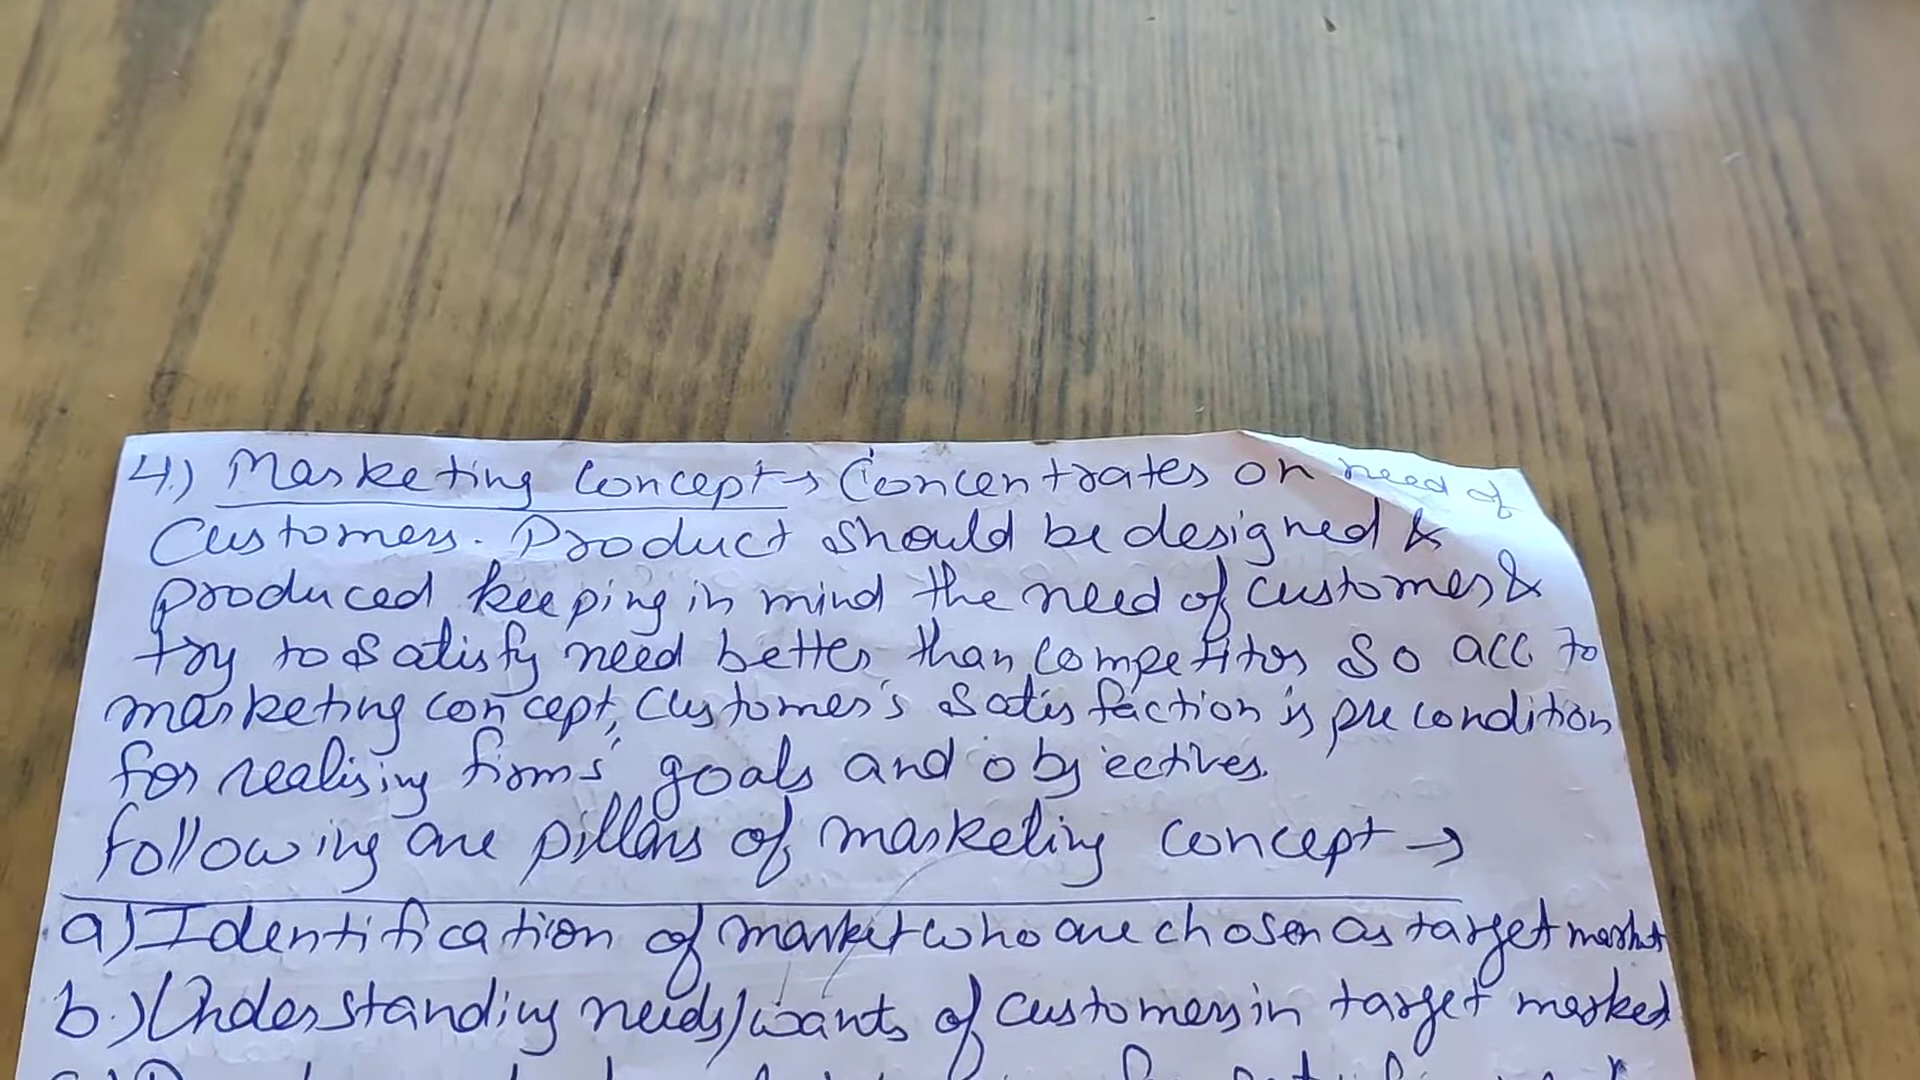 4.) Marketing Concept → Concentrates on need of
Customers. Product should be designed &
produced keeping in mind the need of customers &
try to satisfy need better than competitors so acc to
marketing concept, customer's satisfaction is pre condition
for realising firms' goals and objectives.
Following are pillars of marketing concept →
a) Identification of market who are chosen as target market
b.) Understanding needs/wants of customers in target market